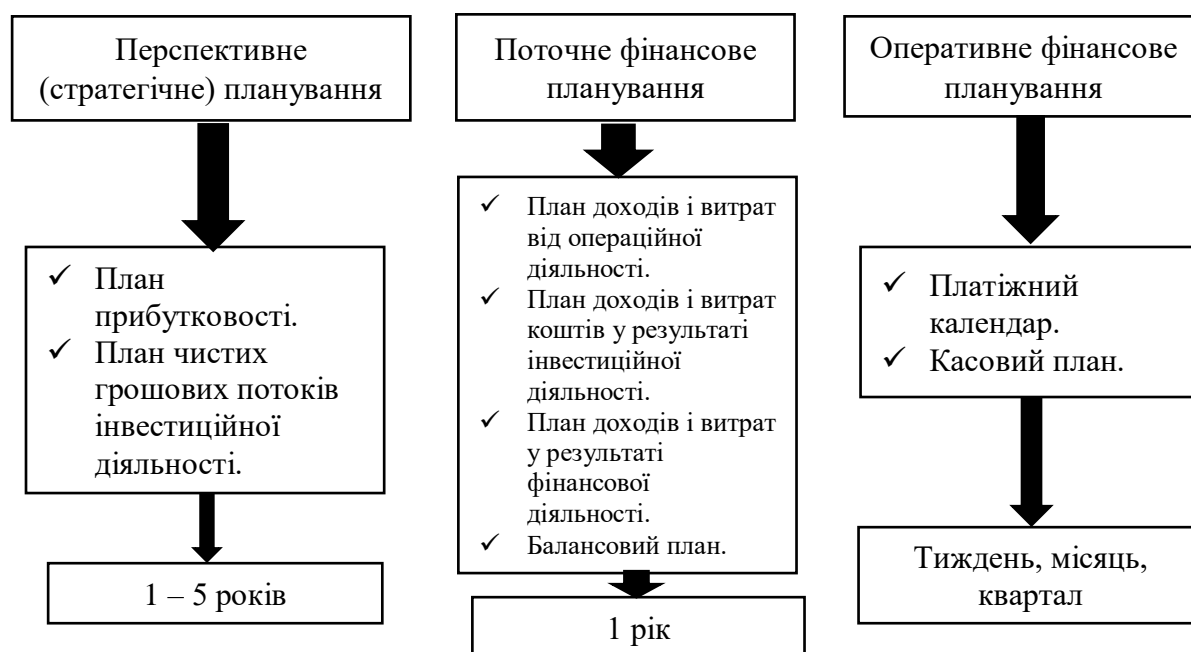 Перспективне
(стратегічне) планування
✓ План
прибутковості.
✓ План чистих
грошових потоків
інвестиційної
діяльності.
1 – 5 років
Поточне фінансове
планування
✓ План доходів і витрат
від операційної
діяльності.
✓ План доходів і витрат
коштів у результаті
інвестиційної
діяльності.
✓ План доходів і витрат
у результаті
фінансової
діяльності.
✓ Балансовий план.
1 рік
Оперативне фінансове
планування
✓ Платіжний
календар.
✓ Касовий план.
Тиждень, місяць,
квартал